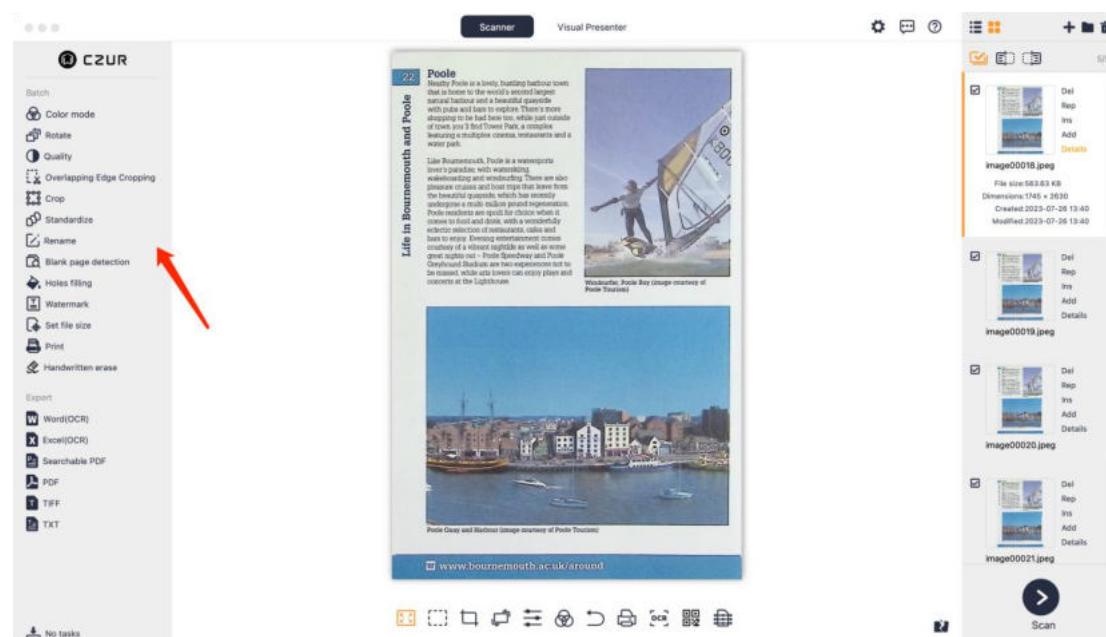 Scanner
Visual Presenter
CZUR
Batch
Color mode
Rotate
Quality
Overlapping Edge Cropping
Crop
Standardize
Rename
Blank page detection
Holes filling
Watermark
Set file size
Print
Handwritten erase
Export
Word(OCR)
Excel(OCR)
Searchable PDF
PDF
TIFF
TXT
No tasks
22
Life in Bournemouth and Poole
Poole
Nearby Poole is a lovely, bustling harbour town
that is home to the world's second largest
natural harbour and a beautiful quayside
with pubs and bars to explore. There's more
shopping to be had here too, while just outside
of town you'll find Tower Park, a complex
featuring a multiplex cinema, restaurants and a
water park.
Like Bournemouth, Poole is a watersports
lover's paradise, with waterskiing,
wakeboarding and windsurfing. There are also
pleasure cruises and boat trips that leave from
the beautiful quayside, which has recently
undergone a multi-million pound regeneration.
Poole residents are spoilt for choice when it
comes to food and drink, with a wonderfully
eclectic selection of restaurants, cafes and
bars to enjoy. Evening entertainment comes
courtesy of a vibrant nightlife as well as some
great nights out – Poole Speedway and Poole
Greyhound Stadium are two experiences not to
be missed, while arts lovers can enjoy plays and
concerts at the Lighthouse.
Windsurfer, Poole Bay (image courtesy of
Poole Tourism)
Poole Quay and Harbour (image courtesy of Poole Tourism)
www.bournemouth.ac.uk/around
OCR
Del
Rep
Ins
Add
Details
image00018.jpeg
File size:563.63 KB
Dimensions:1745 × 2630
Created:2023-07-26 13:40
Modified:2023-07-26 13:40
Del
Rep
Ins
Add
Details
image00019.jpeg
Del
Rep
Ins
Add
Details
image00020.jpeg
Del
Rep
Ins
Add
Details
image00021.jpeg
Scan